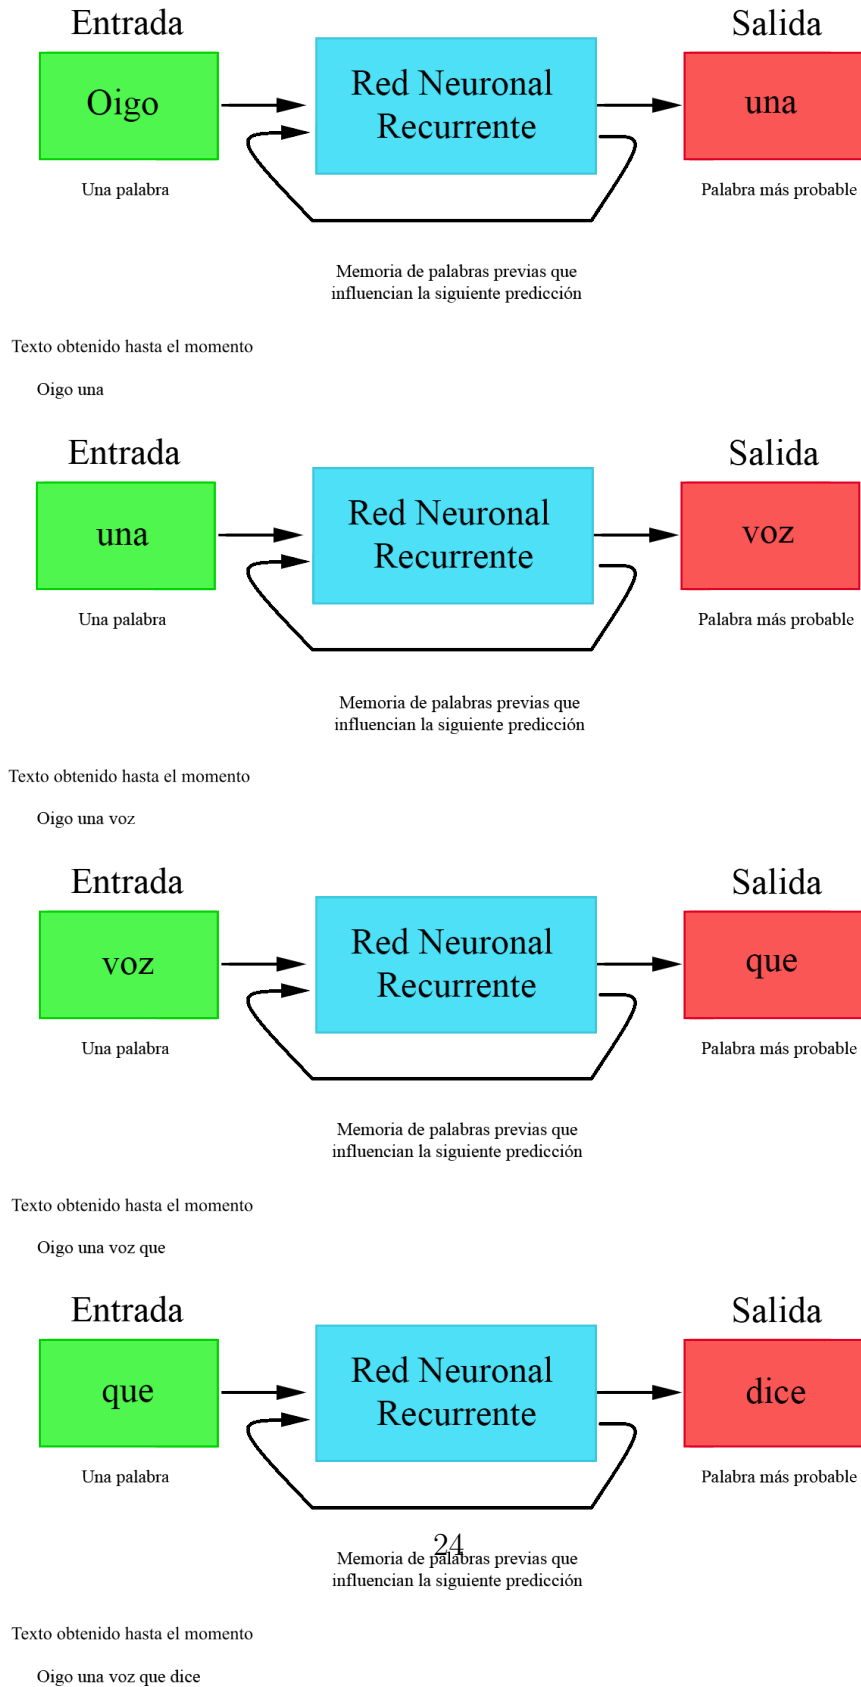 Entrada
Salida
Oigo
Red Neuronal
Recurrente
una
Una palabra
Palabra más probable
Memoria de palabras previas que
influencian la siguiente predicción
Texto obtenido hasta el momento
Oigo una
Entrada
Salida
una
Red Neuronal
Recurrente
voz
Una palabra
Palabra más probable
Memoria de palabras previas que
influencian la siguiente predicción
Texto obtenido hasta el momento
Oigo una voz
Entrada
Salida
voz
Red Neuronal
Recurrente
que
Una palabra
Palabra más probable
Memoria de palabras previas que
influencian la siguiente predicción
Texto obtenido hasta el momento
Oigo una voz que
Entrada
Salida
que
Red Neuronal
Recurrente
dice
Una palabra
Palabra más probable
24
Memoria de palabras previas que
influencian la siguiente predicción
Texto obtenido hasta el momento
Oigo una voz que dice